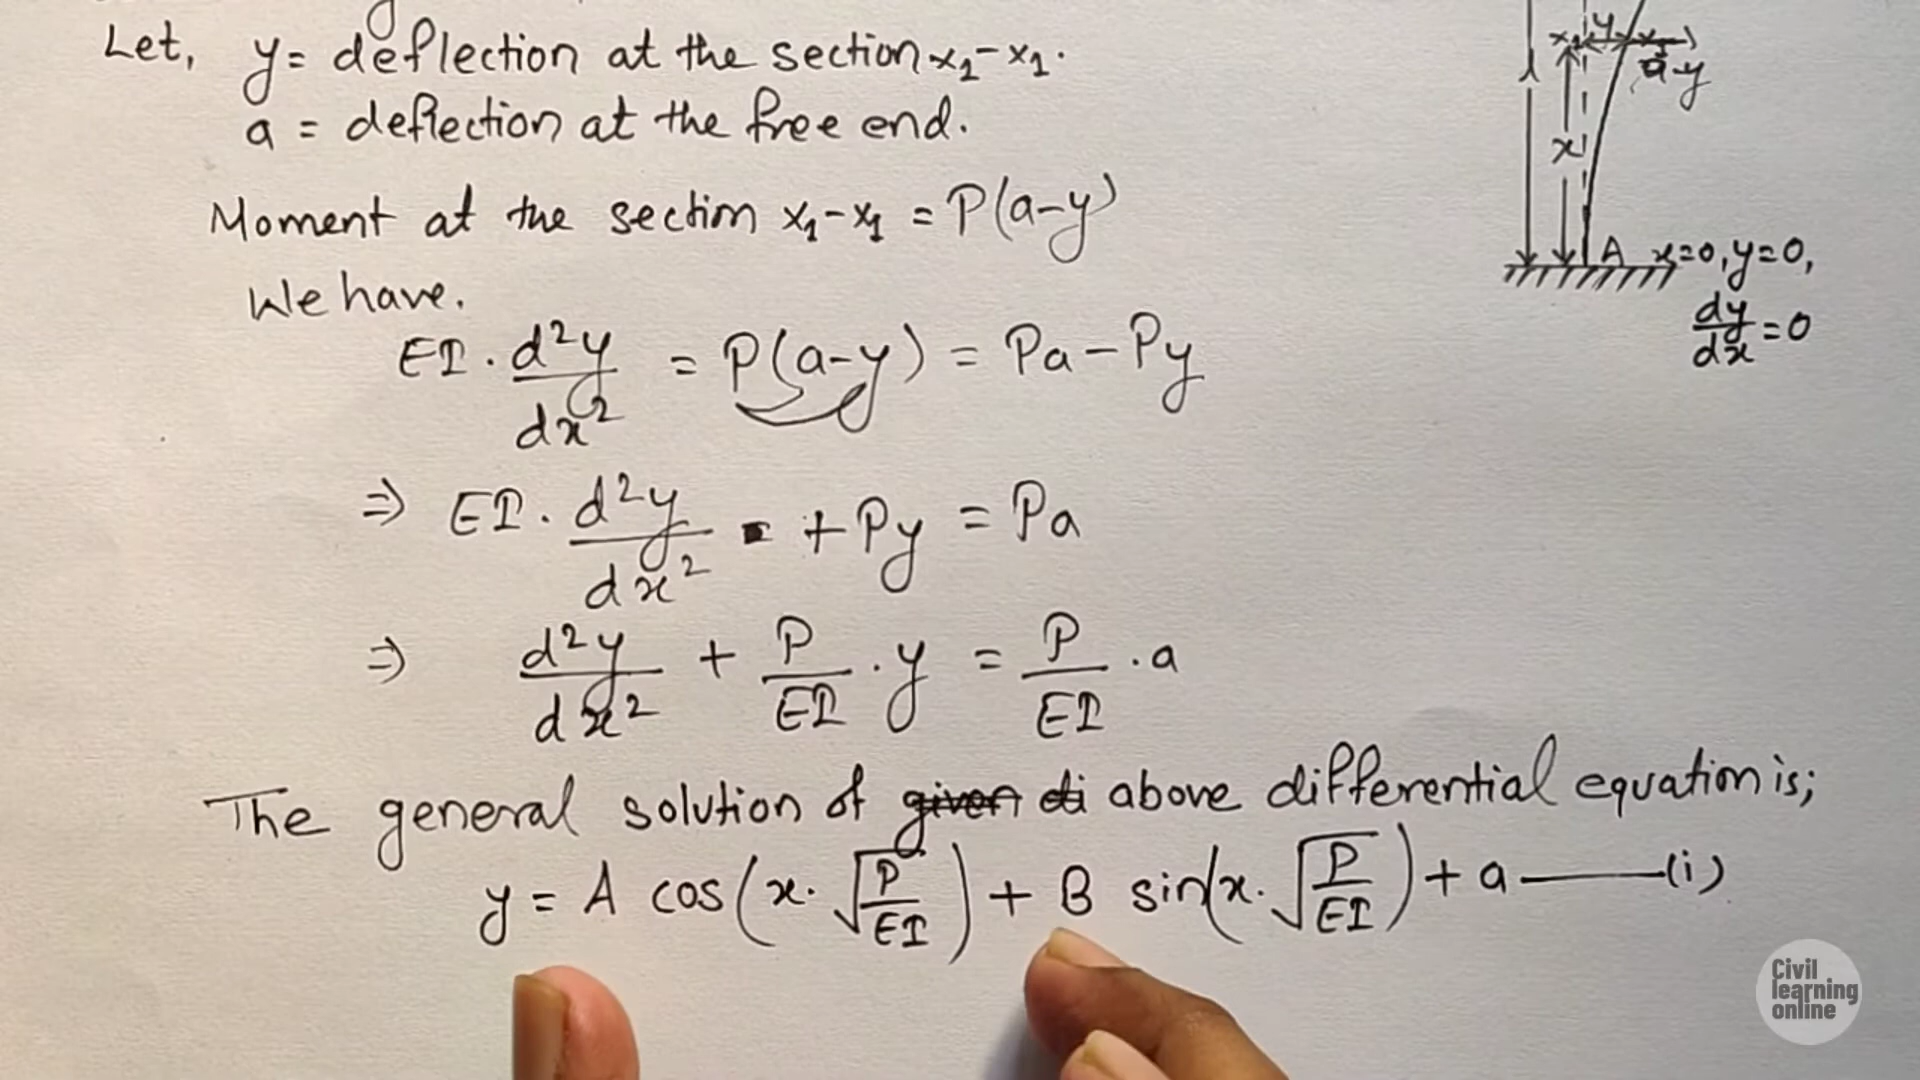 Let, y = deflection at the section x₁-x₁.
a = deflection at the free end.
Moment at the section x₁-x₁ = P(a-y)
We have.
EI . d²y/dx² = P(a-y) = Pa - Py
⇒ EI . d²y/dx² + Py = Pa
⇒ d²y/dx² + P/EI . y = P/EI . a
The general solution of given di above differential equation is;
y = A cos(x. √(P/EI)) + B sin(x. √(P/EI)) + a ——(i)
y
a-y
l
x
A x=0, y=0,
dy/dx = 0
Civil
learning
online